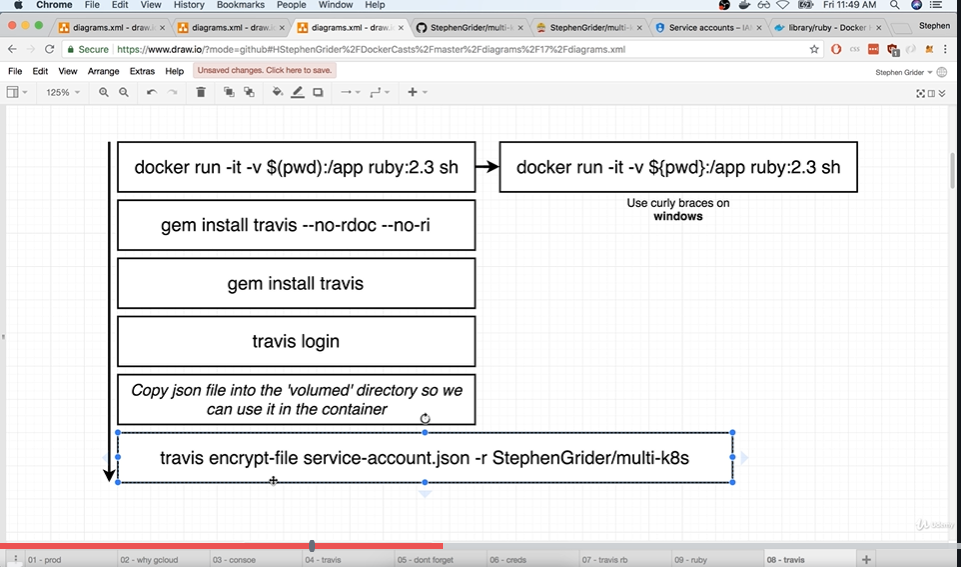 Chrome File Edit View History Bookmarks People Window Help Fri 11:49 AM
diagrams.xml - draw.i diagrams.xml - draw.i diagrams.xml - draw.i StephenGrider/multi-k StephenGrider/multi-k Service accounts – IA library/ruby - Docker Stephen
Secure https://www.draw.io/?mode=github#HStephenGrider%2FDockerCasts%2Fmaster%2Fdiagrams%2F17%2Fdiagrams.xml
File Edit View Arrange Extras Help Unsaved changes. Click here to save. Stephen Grider
125%
docker run -it -v $(pwd):/app ruby:2.3 sh
docker run -it -v ${pwd}:/app ruby:2.3 sh
Use curly braces on
windows
gem install travis --no-rdoc --no-ri
gem install travis
travis login
Copy json file into the 'volumed' directory so we
can use it in the container
travis encrypt-file service-account.json -r StephenGrider/multi-k8s
Udemy
01 - prod 02 - why gcloud 03 - consoe 04 - travis 05 - dont forget 06 - creds 07 - travis rb 09 - ruby 08 - travis